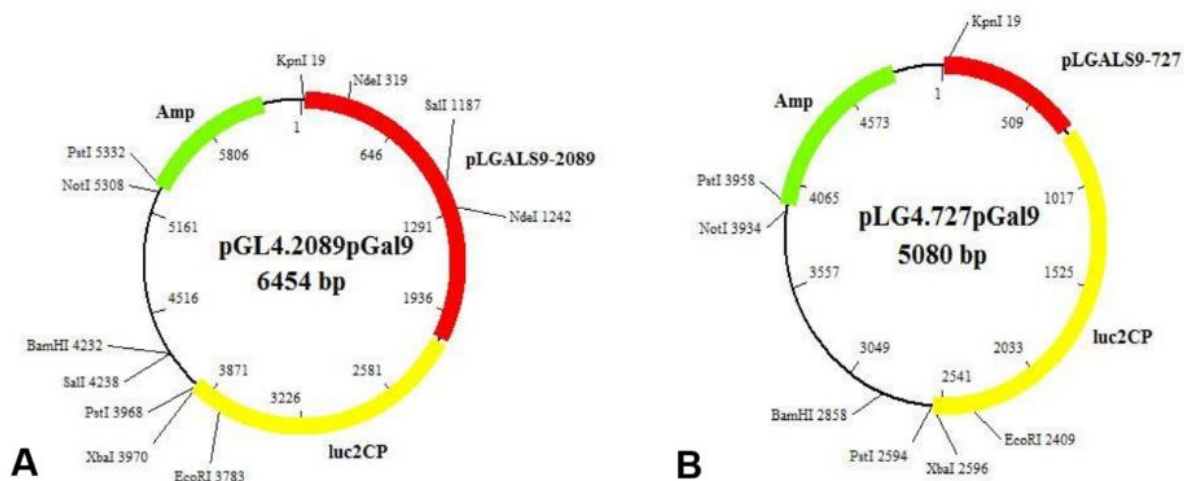 KpnI 19
NdeI 319
Amp
SalI 1187
1
5806
646
PstI 5332
pLGALS9-2089
NotI 5308
NdeI 1242
5161
1291
pGL4.2089pGal9
6454 bp
4516
1936
BamHI 4232
SalI 4238
3871
2581
PstI 3968
3226
XbaI 3970
luc2CP
EcoRI 3783
A
KpnI 19
pLGALS9-727
Amp
1
4573
509
PstI 3958
4065
1017
NotI 3934
pLG4.727pGal9
5080 bp
3557
1525
luc2CP
3049
2033
2541
BamHI 2858
EcoRI 2409
PstI 2594
XbaI 2596
B